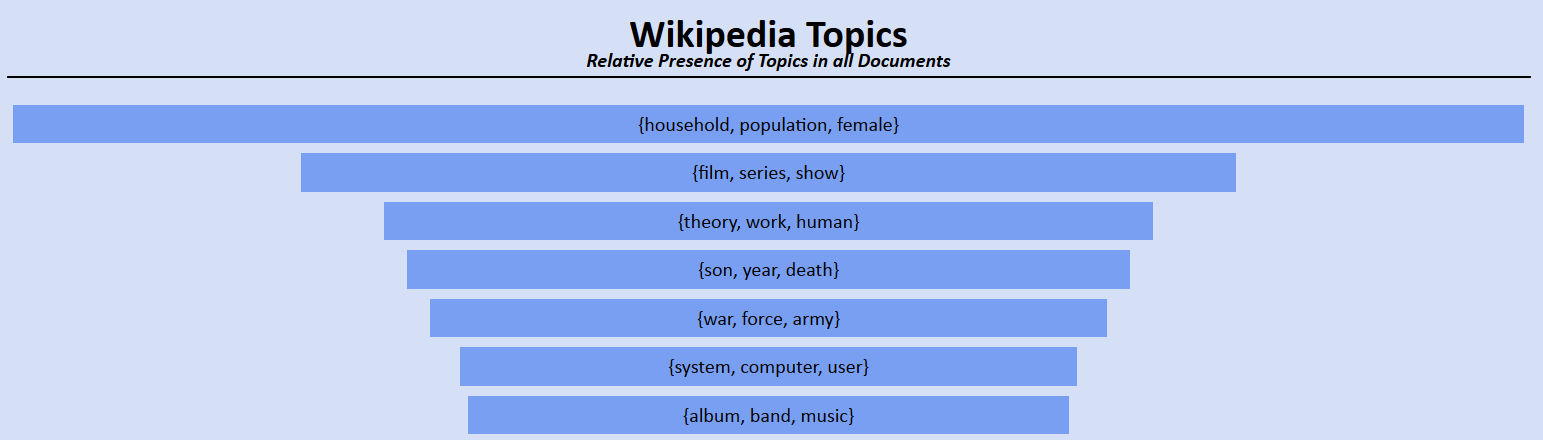 Wikipedia Topics
Relative Presence of Topics in all Documents
{household, population, female}
{film, series, show}
{theory, work, human}
{son, year, death}
{war, force, army}
{system, computer, user}
{album, band, music}